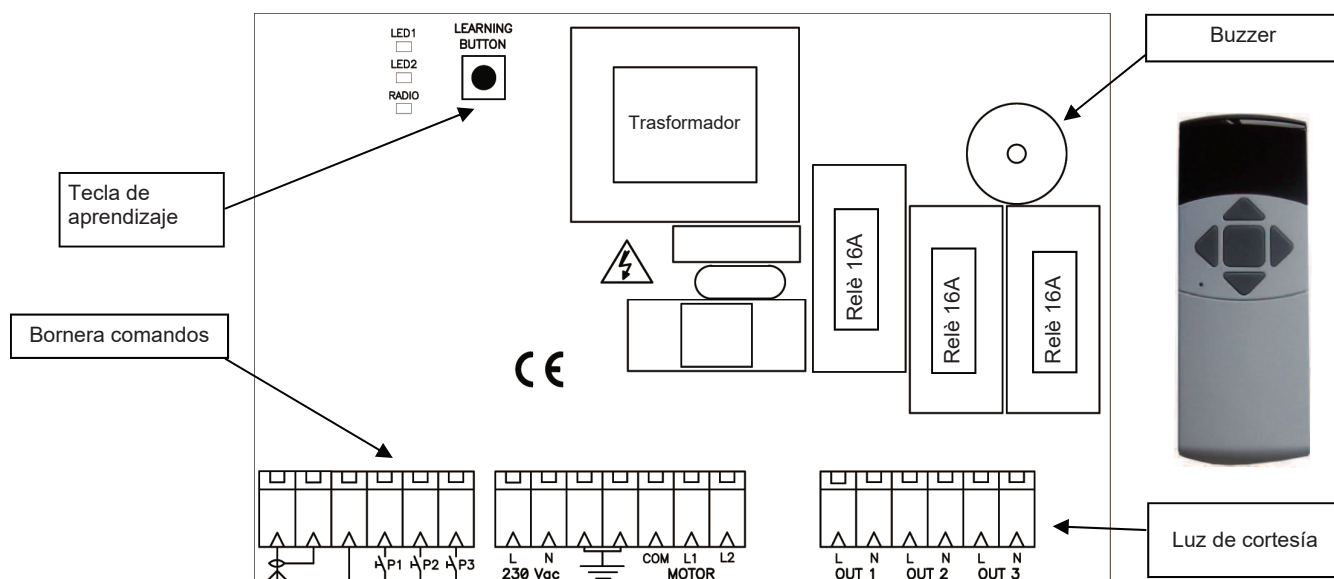 LED1
LED2
RADIO
LEARNING
BUTTON
Trasformador
Buzzer
Tecla de
aprendizaje
Relè 16A
Relè 16A
Relè 16A
Bornera comandos
CE
P1 P2 P3
L N COM L1 L2
230 Vac MOTOR
L N L N L N
OUT 1 OUT 2 OUT 3
Luz de cortesía